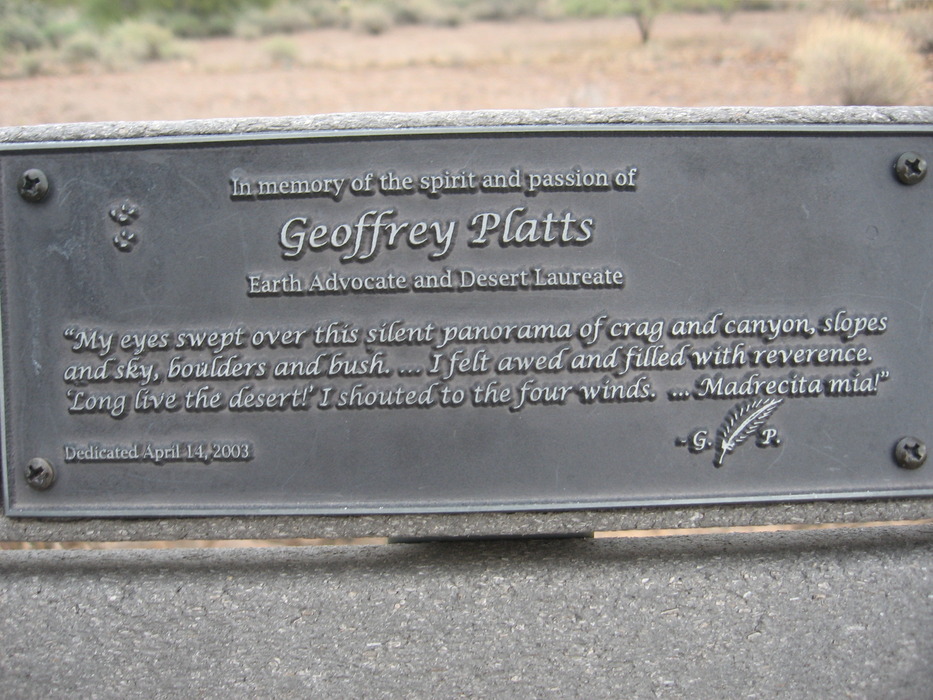 In memory of the spirit and passion of
Geoffrey Platts
Earth Advocate and Desert Laureate
“My eyes swept over this silent panorama of crag and canyon, slopes
and sky, boulders and bush. ... I felt awed and filled with reverence.
‘Long live the desert!’ I shouted to the four winds. ... Madrecita mia!”
- G. P.
Dedicated April 14, 2003